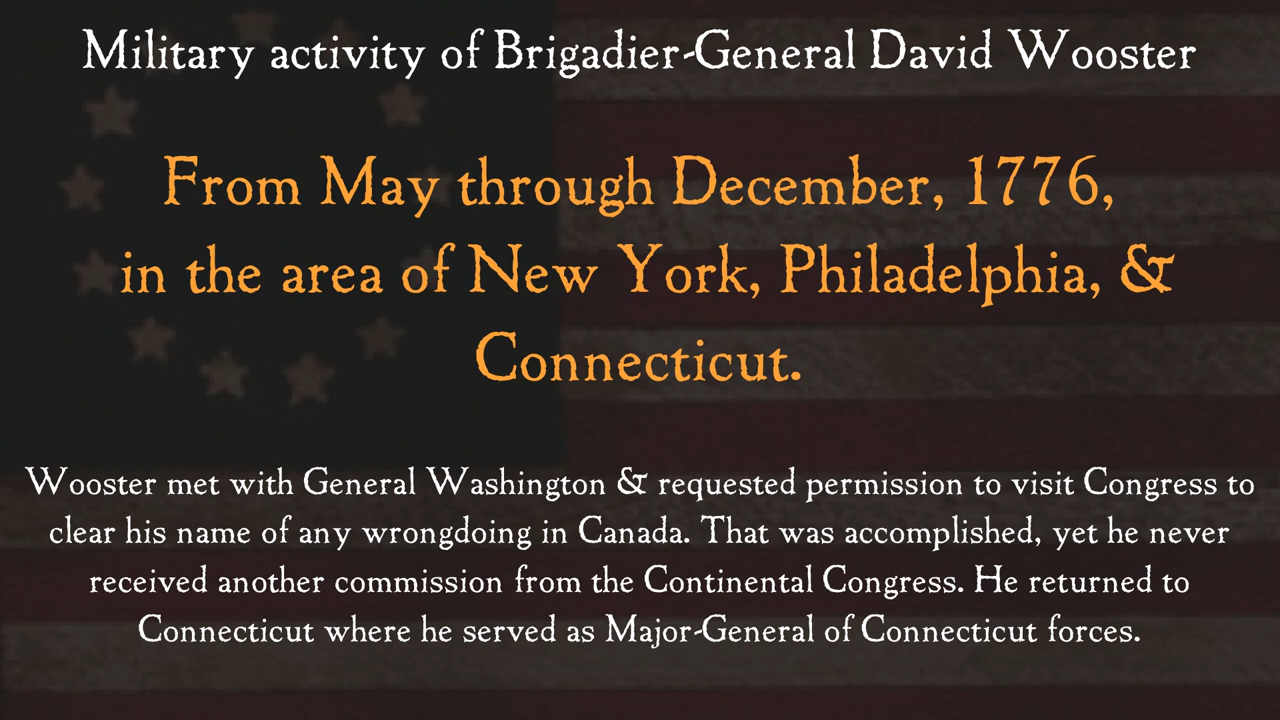 Military activity of Brigadier-General David Wooster
From May through December, 1776,
in the area of New York, Philadelphia, &
Connecticut.
Wooster met with General Washington & requested permission to visit Congress to
clear his name of any wrongdoing in Canada. That was accomplished, yet he never
received another commission from the Continental Congress. He returned to
Connecticut where he served as Major-General of Connecticut forces.